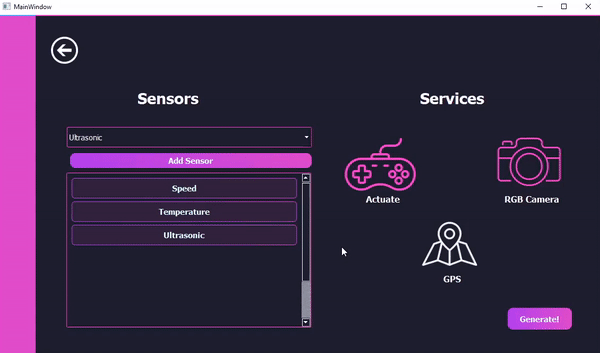 MainWindow
Sensors
Services
Ultrasonic
Add Sensor
Speed
Temperature
Ultrasonic
Actuate
RGB Camera
GPS
Generate!